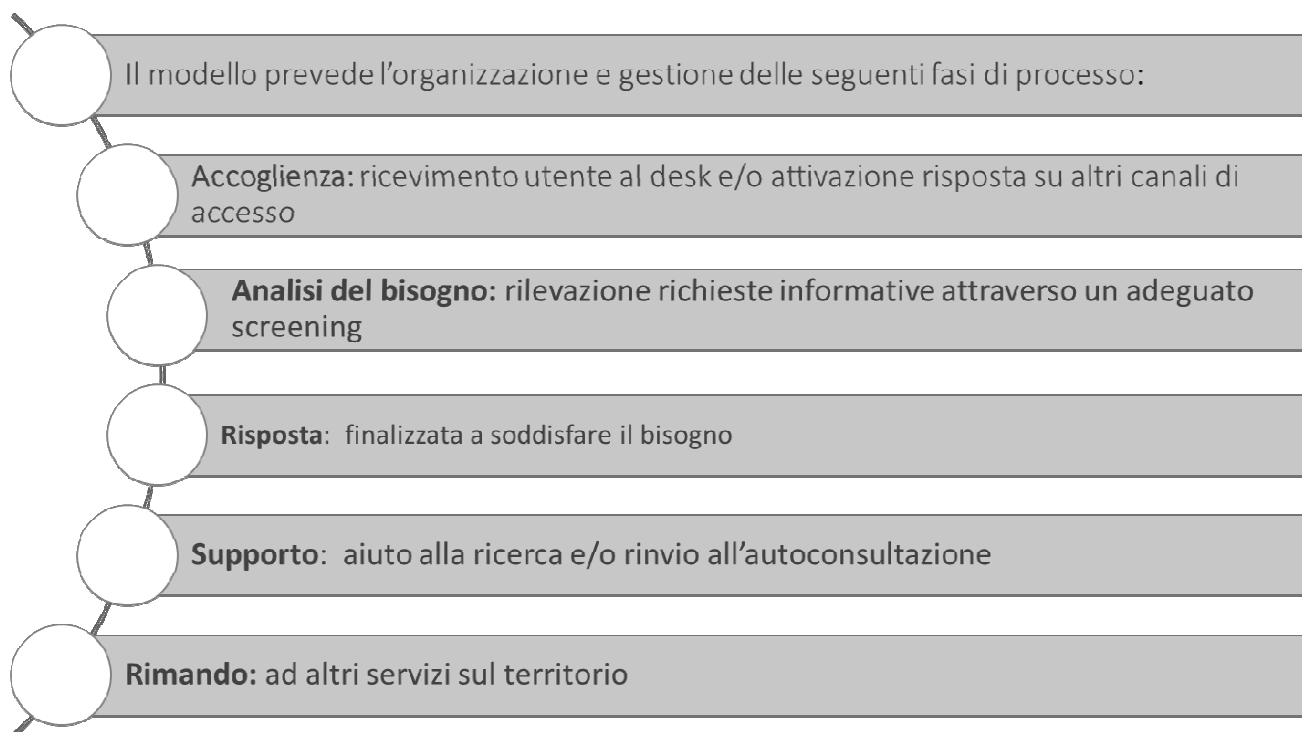 Il modello prevede l'organizzazione e gestione delle seguenti fasi di processo:
Accoglienza: ricevimento utente al desk e/o attivazione risposta su altri canali di
accesso
Analisi del bisogno: rilevazione richieste informative attraverso un adeguato
screening
Risposta: finalizzata a soddisfare il bisogno
Supporto: aiuto alla ricerca e/o rinvio all'autoconsultazione
Rimando: ad altri servizi sul territorio